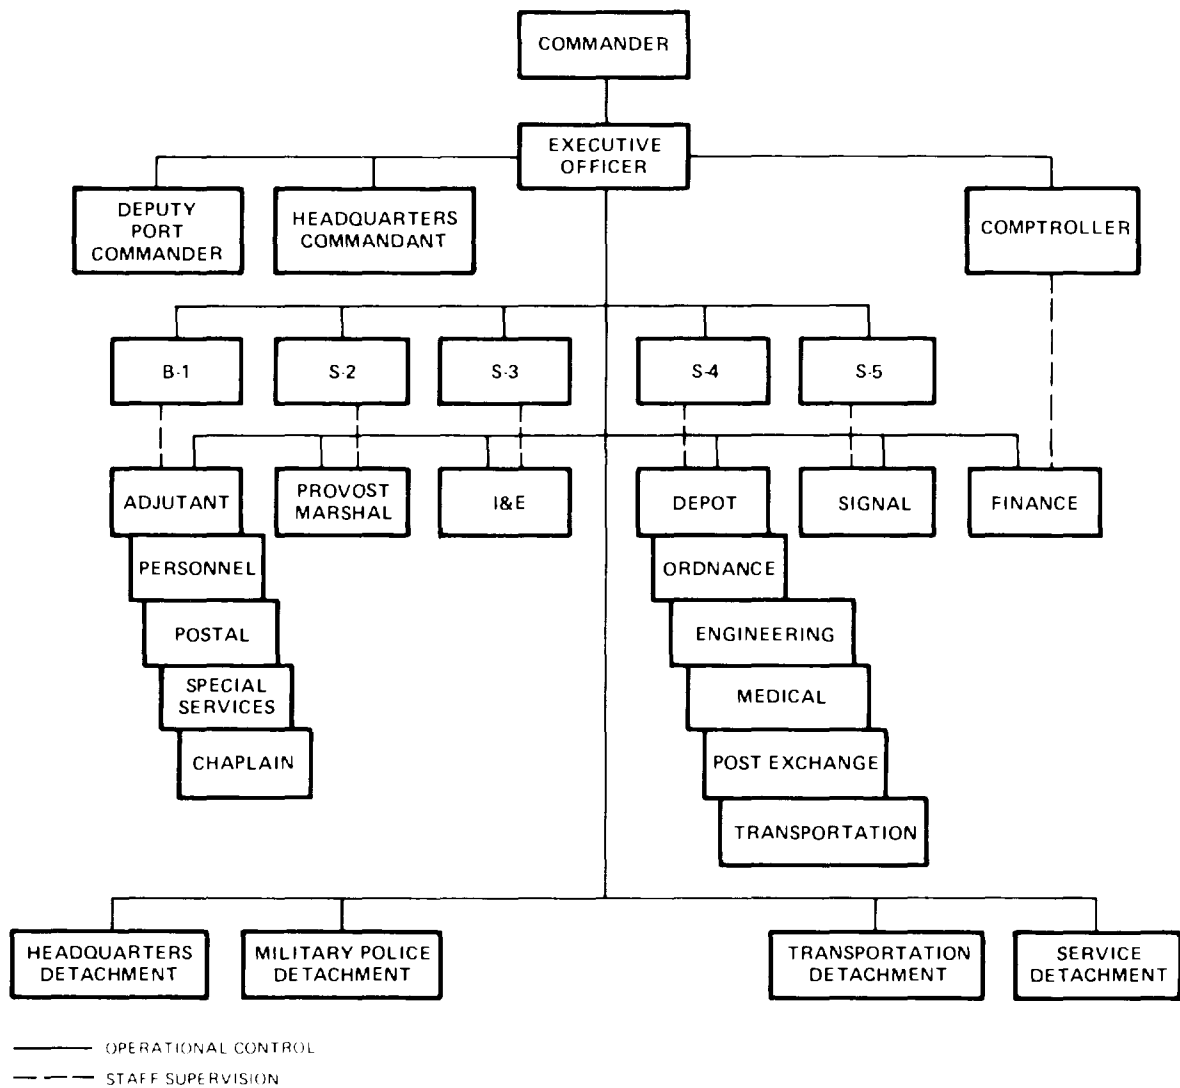 COMMANDER
EXECUTIVE
OFFICER
DEPUTY
PORT
COMMANDER
HEADQUARTERS
COMMANDANT
COMPTROLLER
B-1
S-2
S-3
S-4
S-5
ADJUTANT
PROVOST
MARSHAL
I&E
DEPOT
SIGNAL
FINANCE
PERSONNEL
ORDNANCE
POSTAL
ENGINEERING
SPECIAL
SERVICES
MEDICAL
CHAPLAIN
POST EXCHANGE
TRANSPORTATION
HEADQUARTERS
DETACHMENT
MILITARY POLICE
DETACHMENT
TRANSPORTATION
DETACHMENT
SERVICE
DETACHMENT
OPERATIONAL CONTROL
STAFF SUPERVISION